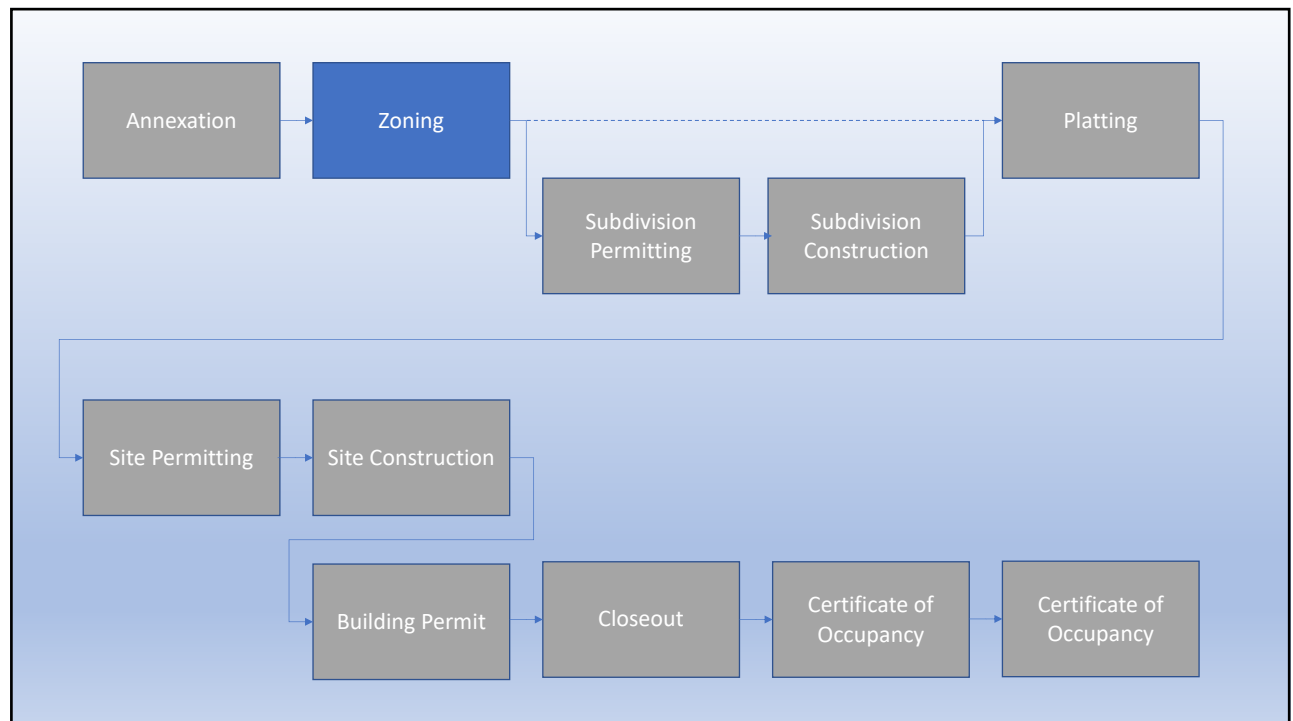 Annexation
Zoning
Platting
Subdivision
Permitting
Subdivision
Construction
Site Permitting
Site Construction
Building Permit
Closeout
Certificate of
Occupancy
Certificate of
Occupancy